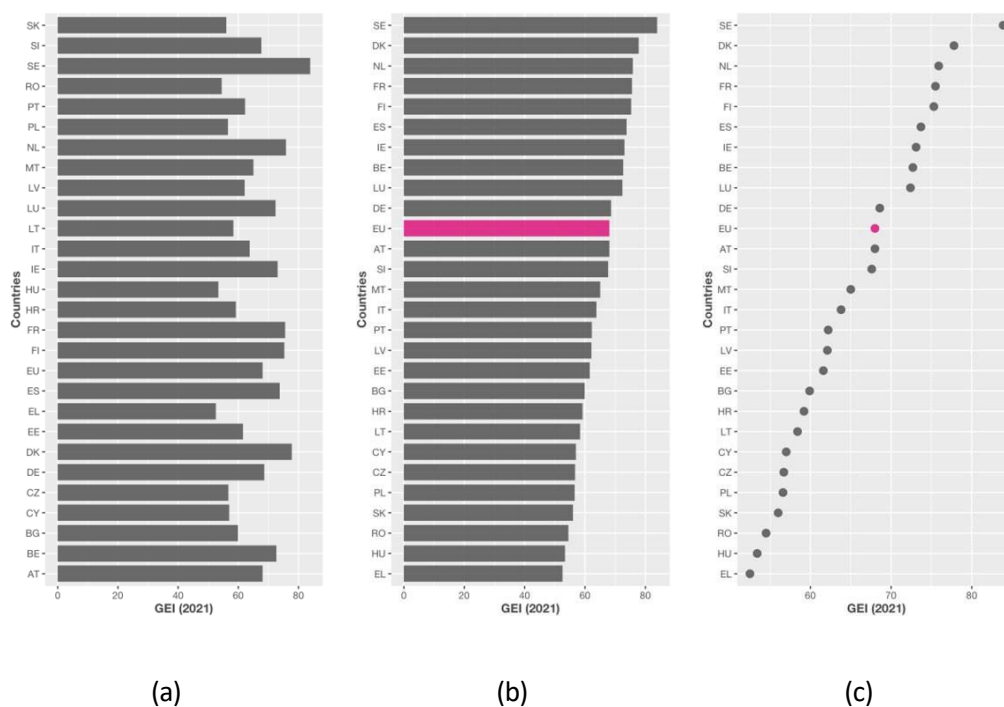 SK
SI
SE
RO
PT
PL
NL
MT
LV
LU
LT
IT
IE
HU
HR
FR
FI
EU
ES
EL
EE
DK
DE
CZ
CY
BG
BE
AT
Countries
0 20 40 60 80
GEI (2021)
(a)
SE
DK
NL
FR
FI
ES
IE
BE
LU
DE
EU
AT
SI
MT
IT
PT
LV
EE
BG
HR
LT
CY
CZ
PL
SK
RO
HU
EL
Countries
0 20 40 60 80
GEI (2021)
(b)
SE
DK
NL
FR
FI
ES
IE
BE
LU
DE
EU
AT
SI
MT
IT
PT
LV
EE
BG
HR
LT
CY
CZ
PL
SK
RO
HU
EL
Countries
60 70 80
GEI (2021)
(c)